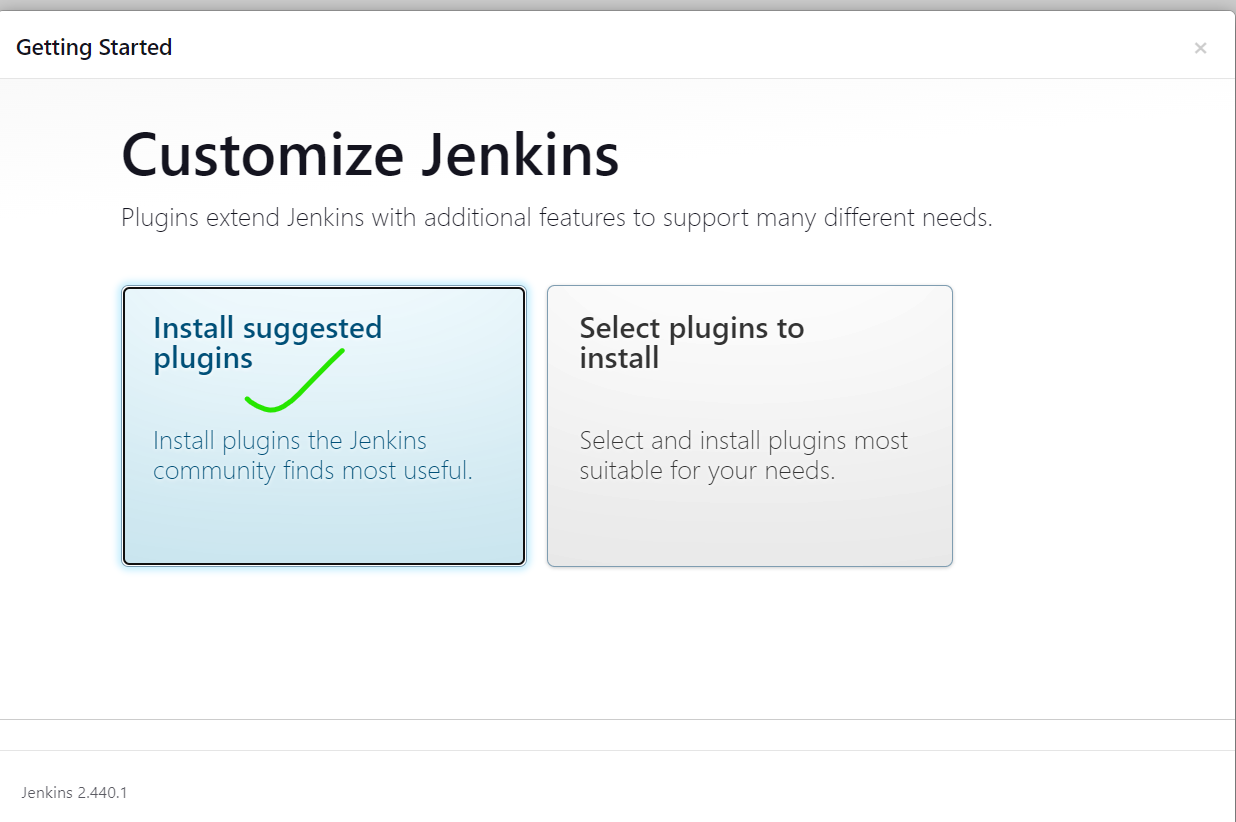 Getting Started
×
Customize Jenkins
Plugins extend Jenkins with additional features to support many different needs.
Install suggested
plugins
Install plugins the Jenkins
community finds most useful.
Select plugins to
install
Select and install plugins most
suitable for your needs.
Jenkins 2.440.1